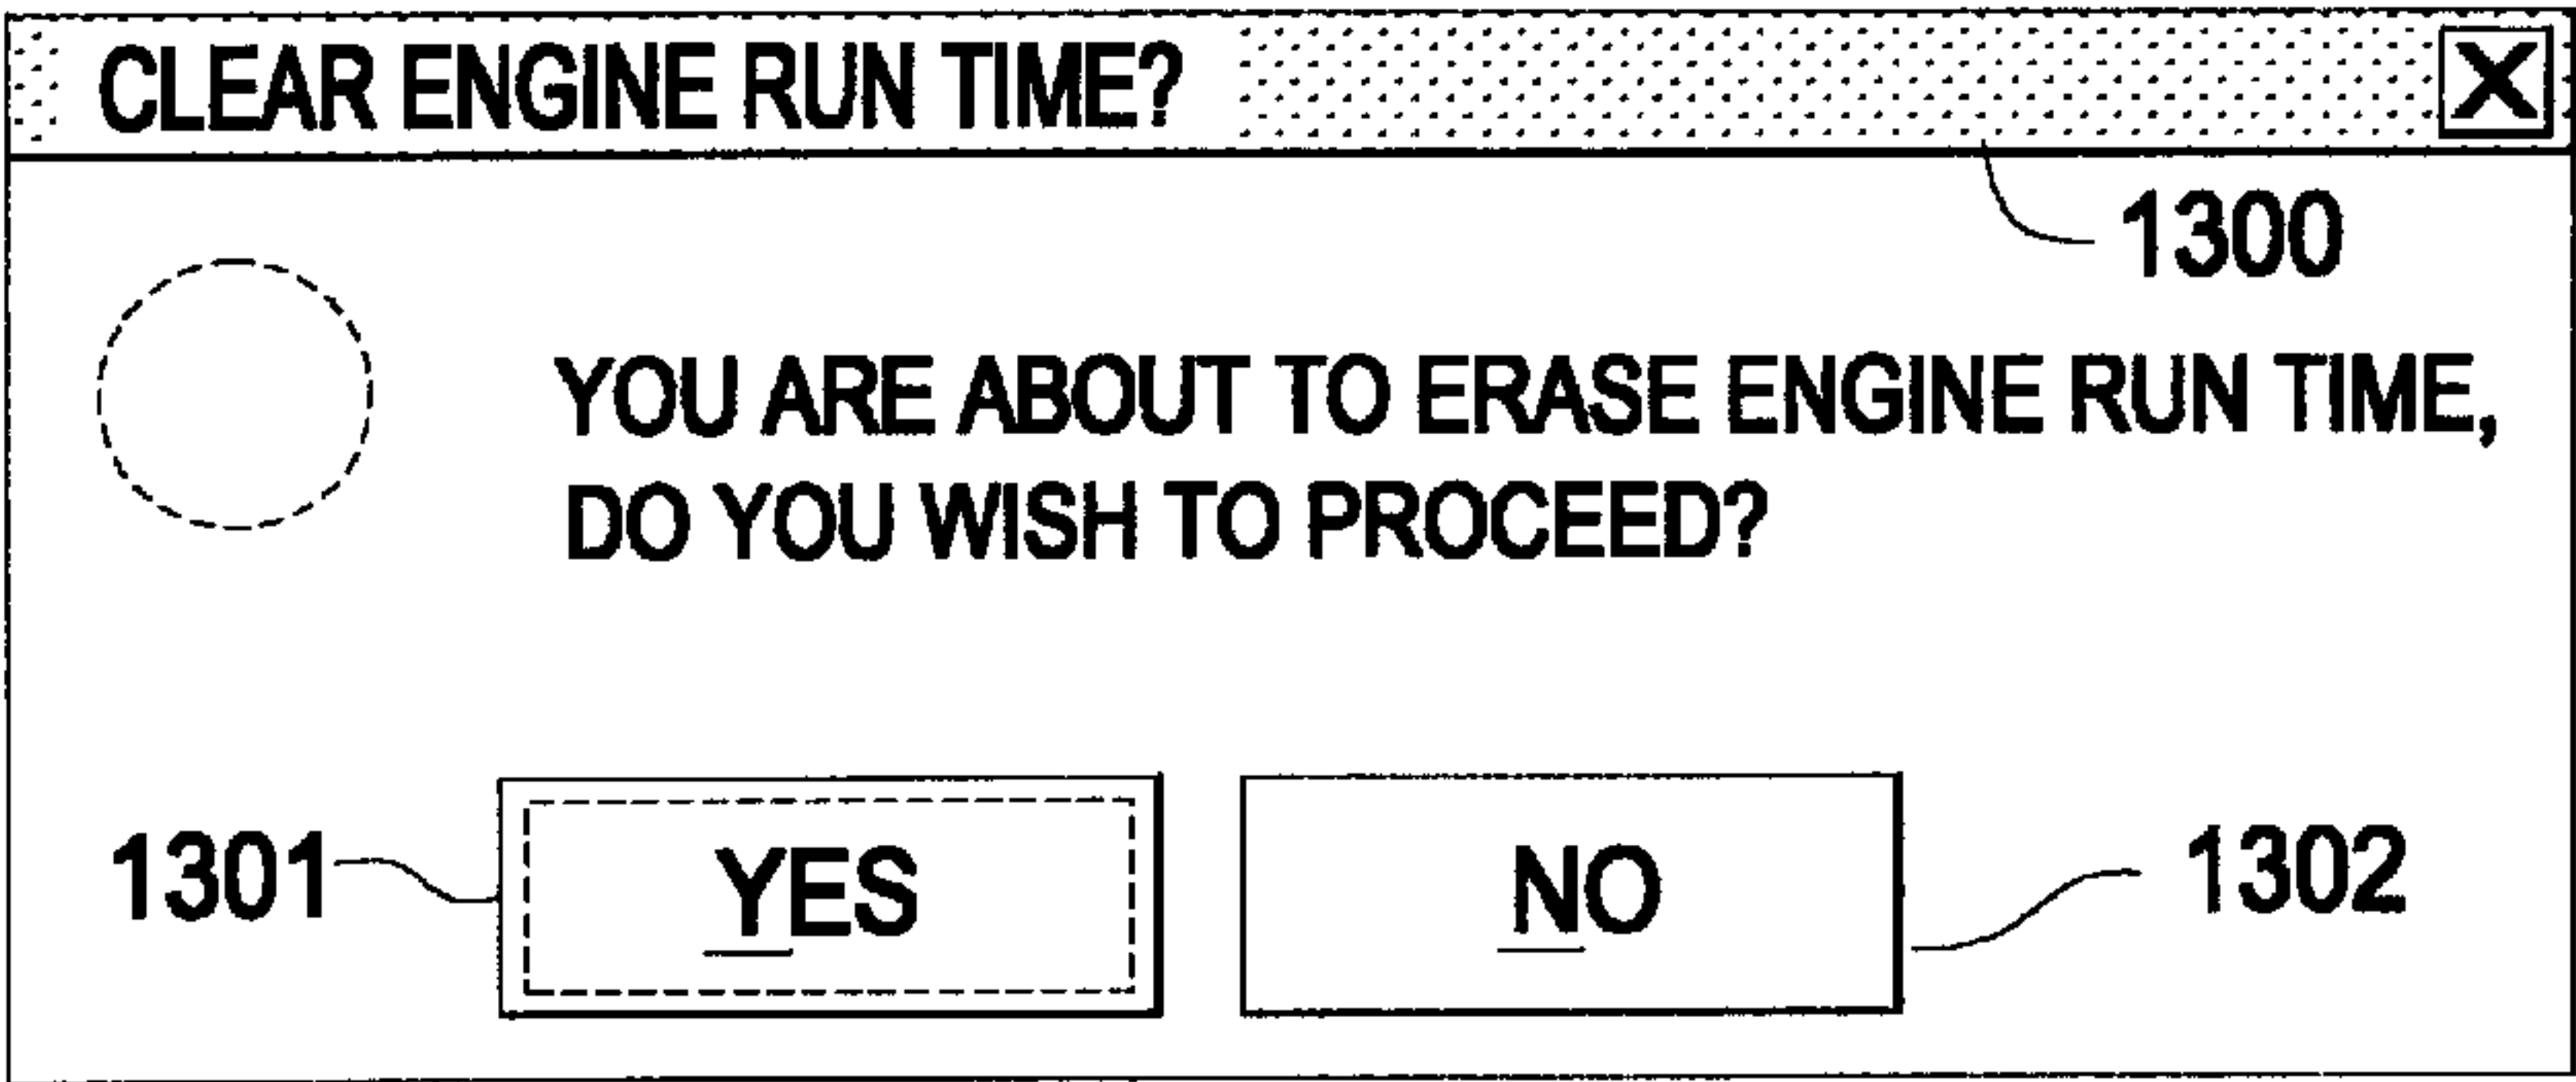 CLEAR ENGINE RUN TIME? X
1300
YOU ARE ABOUT TO ERASE ENGINE RUN TIME,
DO YOU WISH TO PROCEED?
1301 YES NO 1302